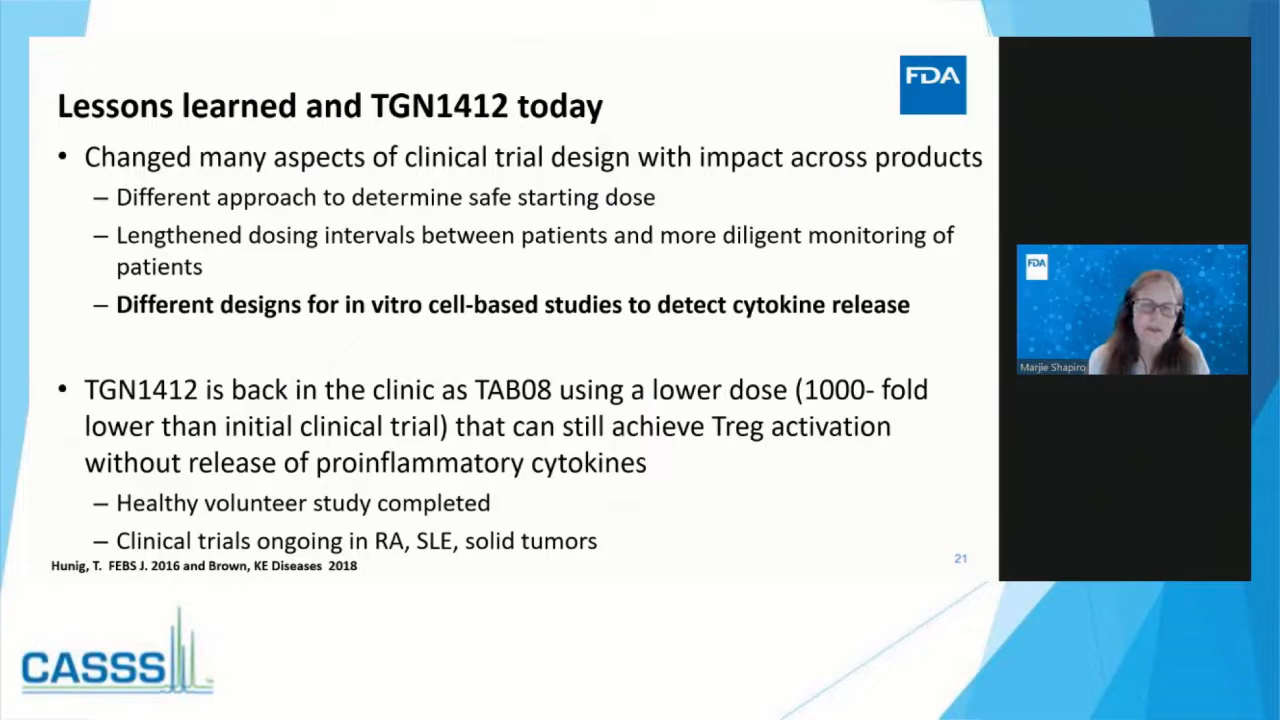 FDA
Lessons learned and TGN1412 today
• Changed many aspects of clinical trial design with impact across products
– Different approach to determine safe starting dose
– Lengthened dosing intervals between patients and more diligent monitoring of
patients
– Different designs for in vitro cell-based studies to detect cytokine release
FDA
Marjie Shapiro
• TGN1412 is back in the clinic as TAB08 using a lower dose (1000- fold
lower than initial clinical trial) that can still achieve Treg activation
without release of proinflammatory cytokines
– Healthy volunteer study completed
– Clinical trials ongoing in RA, SLE, solid tumors
Hunig, T. FEBS J. 2016 and Brown, KE Diseases 2018
21
CASSS